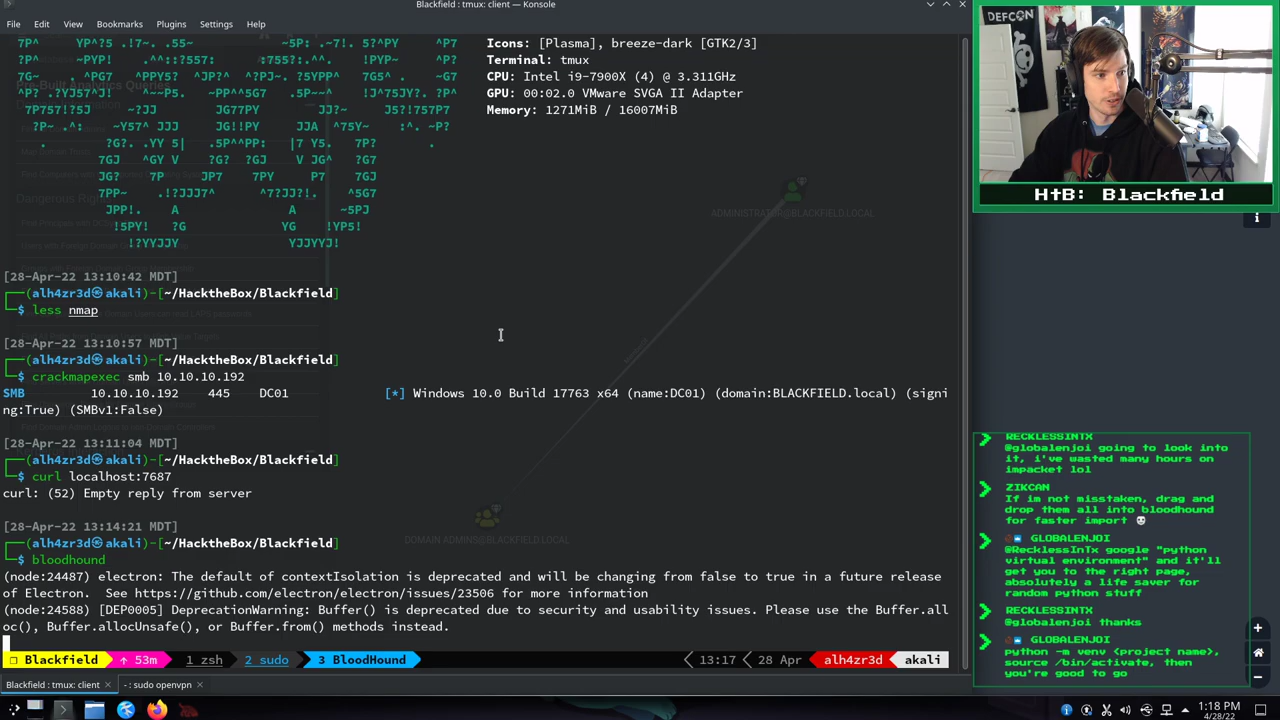 Blackfield : tmux: client — Konsole
File Edit View Bookmarks Plugins Settings Help
Icons: [Plasma], breeze-dark [GTK2/3]
Terminal: tmux
CPU: Intel i9-7900X (4) @ 3.311GHz
GPU: 00:02.0 VMware SVGA II Adapter
Memory: 1271MiB / 16007MiB
ADMINISTRATOR@BLACKFIELD.LOCAL
[28-Apr-22 13:10:42 MDT]
(alh4zr3d㉿akali)-[~/HacktheBox/Blackfield]
$ less nmap
[28-Apr-22 13:10:57 MDT]
(alh4zr3d㉿akali)-[~/HacktheBox/Blackfield]
$ crackmapexec smb 10.10.10.192
SMB 10.10.10.192 445 DC01 [*] Windows 10.0 Build 17763 x64 (name:DC01) (domain:BLACKFIELD.local) (signi
ng:True) (SMBv1:False)
[28-Apr-22 13:11:04 MDT]
(alh4zr3d㉿akali)-[~/HacktheBox/Blackfield]
$ curl localhost:7687
curl: (52) Empty reply from server
[28-Apr-22 13:14:21 MDT]
DOMAIN ADMINS@BLACKFIELD.LOCAL
(alh4zr3d㉿akali)-[~/HacktheBox/Blackfield]
$ bloodhound
(node:24487) electron: The default of contextIsolation is deprecated and will be changing from false to true in a future release
of Electron. See https://github.com/electron/electron/issues/23506 for more information
(node:24588) [DEP0005] DeprecationWarning: Buffer() is deprecated due to security and usability issues. Please use the Buffer.all
oc(), Buffer.allocUnsafe(), or Buffer.from() methods instead.
Blackfield ↑ 53m 1 zsh 2 sudo 3 BloodHound 13:17 28 Apr alh4zr3d akali
Blackfield : tmux: client - : sudo openvpn
DEFCON
HTB: Blackfield
RECKLESSINTX
@globalenjoi going to look into
it, i've wasted many hours on
impacket lol
ZIKCAN
If im not misstaken, drag and
drop them all into bloodhound
for faster import 💀
GLOBALENJOI
@RecklessInTx google "python
virtual environment" and it'll
get you to the right page,
absolutely a life saver for
random python stuff
RECKLESSINTX
@globalenjoi thanks
GLOBALENJOI
python -m venv <project name>,
source /bin/activate, then
you're good to go
1:18 PM
4/28/22